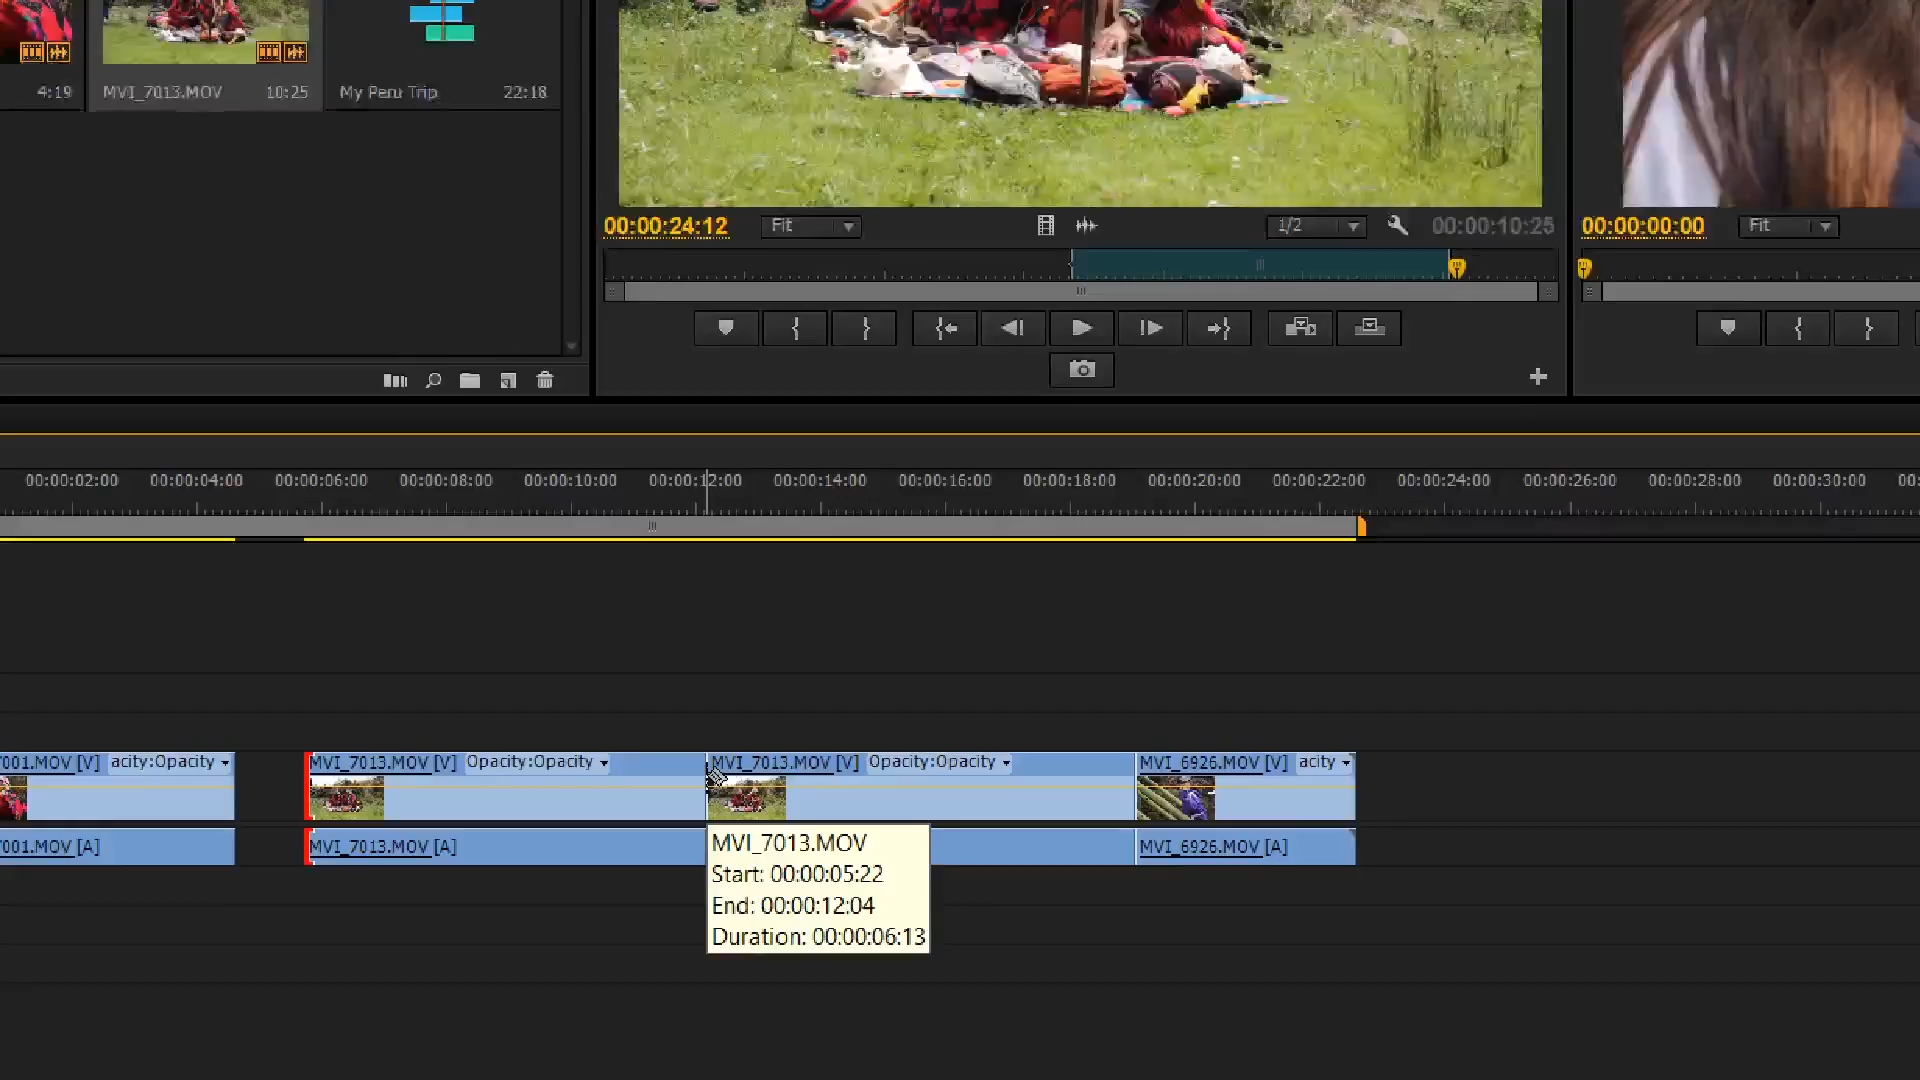 4:19
MVI_7013.MOV 10:25
My Peru Trip 22:18
00:00:24:12 Fit 1/2 00:00:10:25
00:00:00:00 Fit
00:00:02:00 00:00:04:00 00:00:06:00 00:00:08:00 00:00:10:00 00:00:12:00 00:00:14:00 00:00:16:00 00:00:18:00 00:00:20:00 00:00:22:00 00:00:24:00 00:00:26:00 00:00:28:00 00:00:30:00 00:
001.MOV [V] acity:Opacity MVI_7013.MOV [V] Opacity:Opacity MVI_7013.MOV [V] Opacity:Opacity MVI_6926.MOV [V] acity
001.MOV [A] MVI_7013.MOV [A] MVI_6926.MOV [A]
MVI_7013.MOV
Start: 00:00:05:22
End: 00:00:12:04
Duration: 00:00:06:13